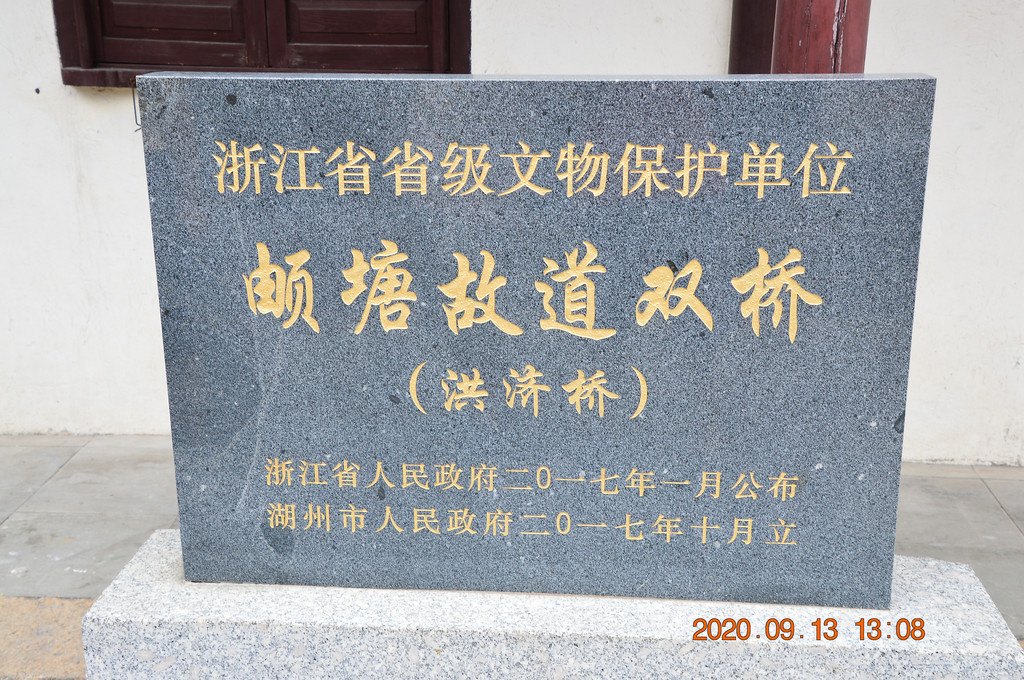 浙江省省级文物保护单位
頔塘故道双桥
（洪济桥）
浙江省人民政府二0一七年一月公布
湖州市人民政府二0一七年十月立
2020.09.13 13:08